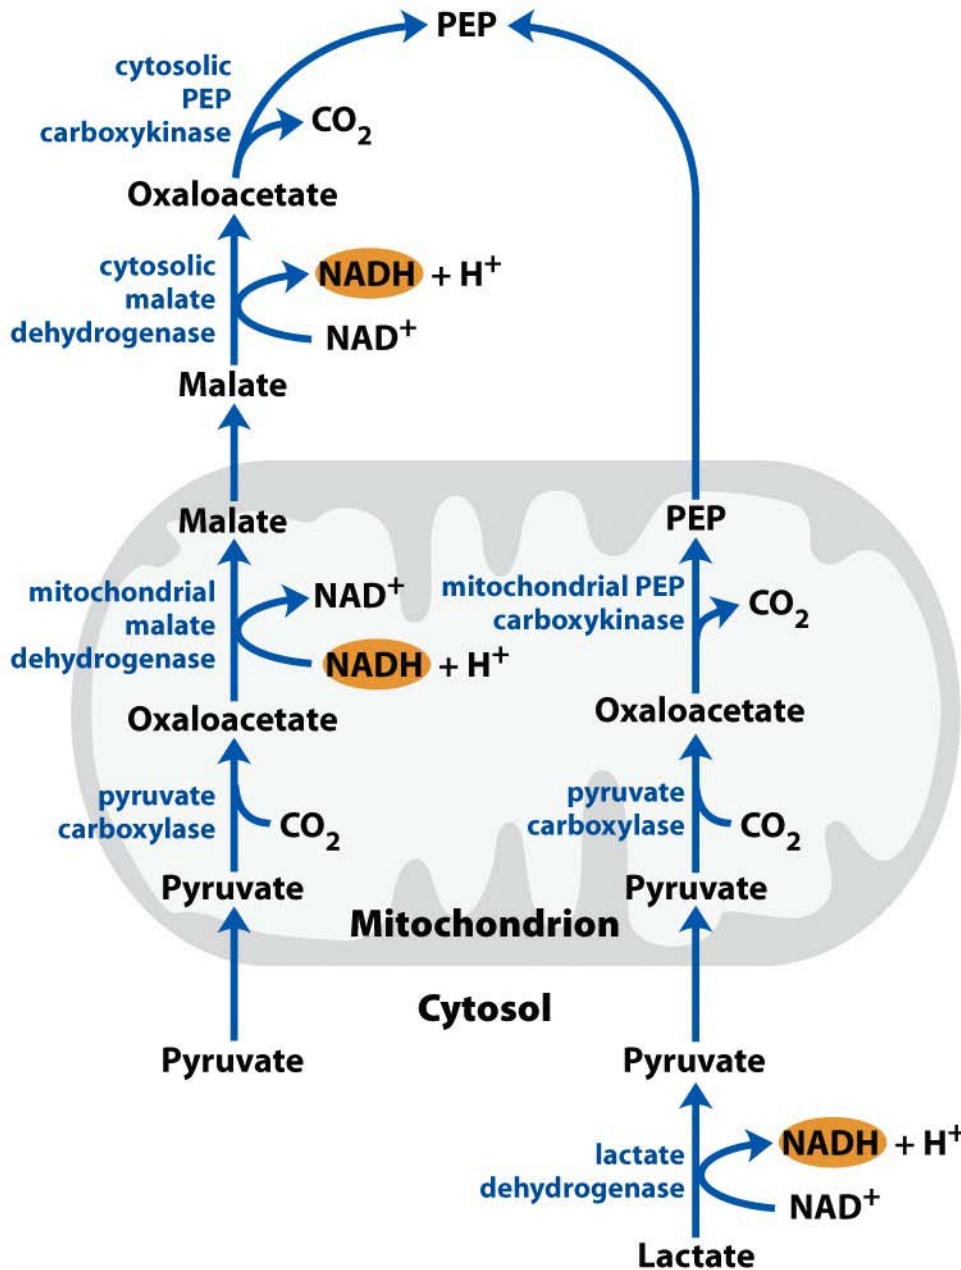 PEP
cytosolic
PEP
carboxykinase
CO2
Oxaloacetate
cytosolic
malate
dehydrogenase
NADH + H+
NAD+
Malate
Malate
mitochondrial
malate
dehydrogenase
NAD+
NADH + H+
Oxaloacetate
pyruvate
carboxylase
CO2
Pyruvate
Pyruvate
PEP
mitochondrial PEP
carboxykinase
CO2
Oxaloacetate
pyruvate
carboxylase
CO2
Pyruvate
Mitochondrion
Cytosol
Pyruvate
lactate
dehydrogenase
NADH + H+
NAD+
Lactate